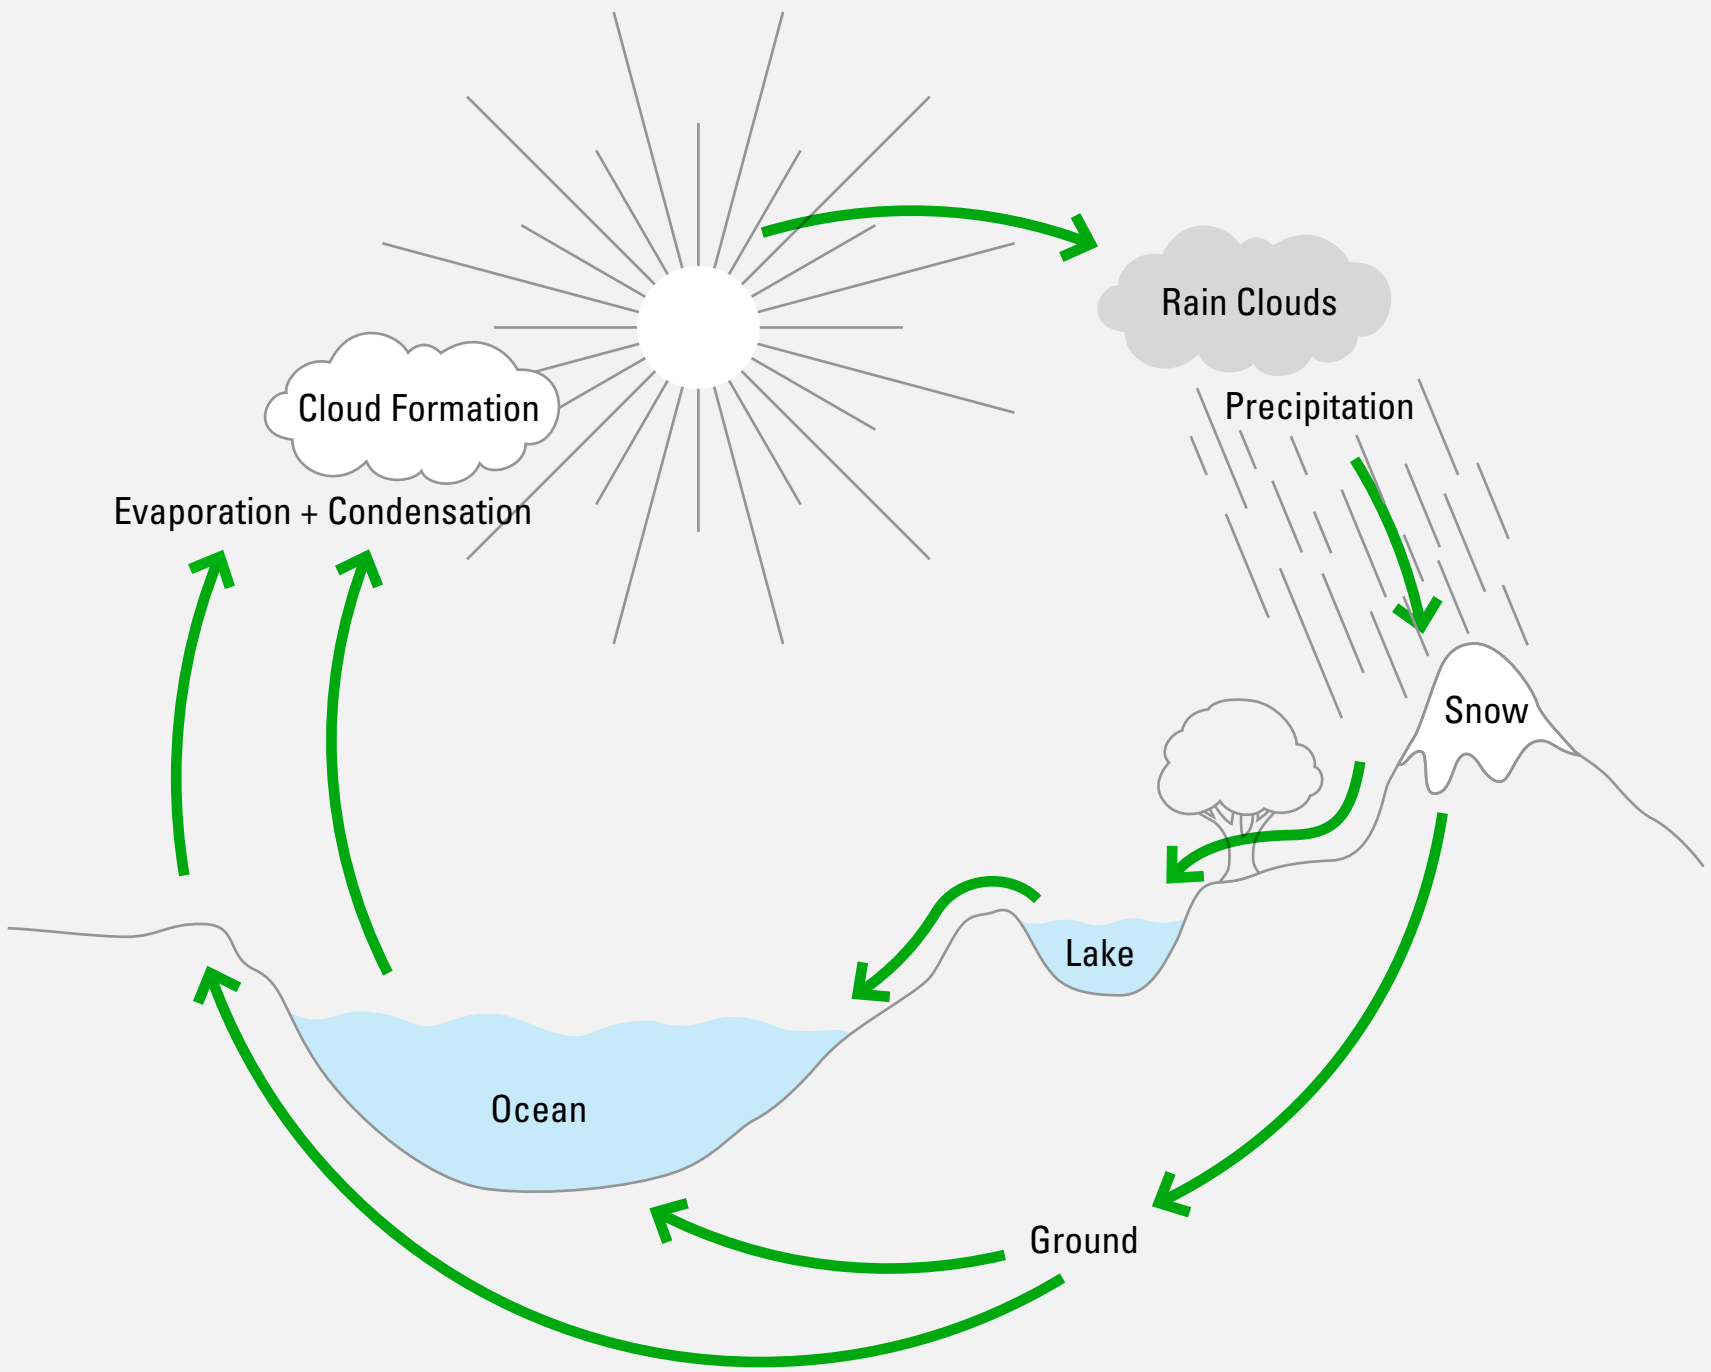 Rain Clouds
Precipitation
Cloud Formation
Evaporation + Condensation
Snow
Lake
Ocean
Ground